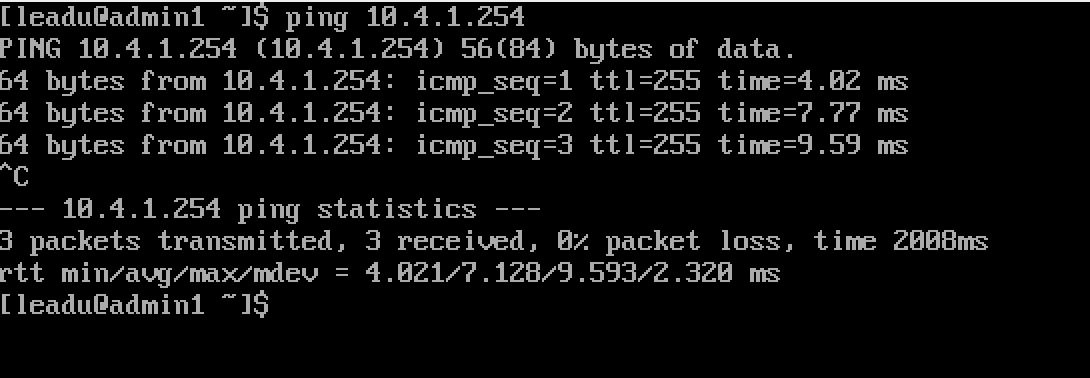 [leadu@admin1 ~]$ ping 10.4.1.254
PING 10.4.1.254 (10.4.1.254) 56(84) bytes of data.
64 bytes from 10.4.1.254: icmp_seq=1 ttl=255 time=4.02 ms
64 bytes from 10.4.1.254: icmp_seq=2 ttl=255 time=7.77 ms
64 bytes from 10.4.1.254: icmp_seq=3 ttl=255 time=9.59 ms
^C
--- 10.4.1.254 ping statistics ---
3 packets transmitted, 3 received, 0% packet loss, time 2008ms
rtt min/avg/max/mdev = 4.021/7.128/9.593/2.320 ms
[leadu@admin1 ~]$